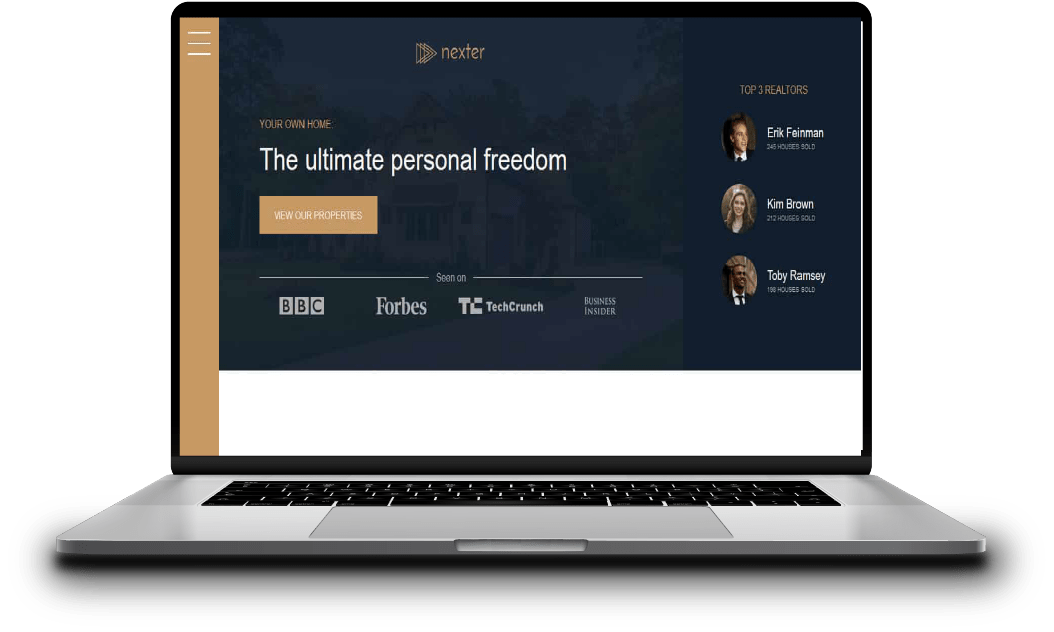 nexter
YOUR OWN HOME:
The ultimate personal freedom
VIEW OUR PROPERTIES
Seen on
BBC
Forbes
TC TechCrunch
BUSINESS
INSIDER
TOP 3 REALTORS
Erik Feinman
245 HOUSES SOLD
Kim Brown
212 HOUSES SOLD
Toby Ramsey
198 HOUSES SOLD